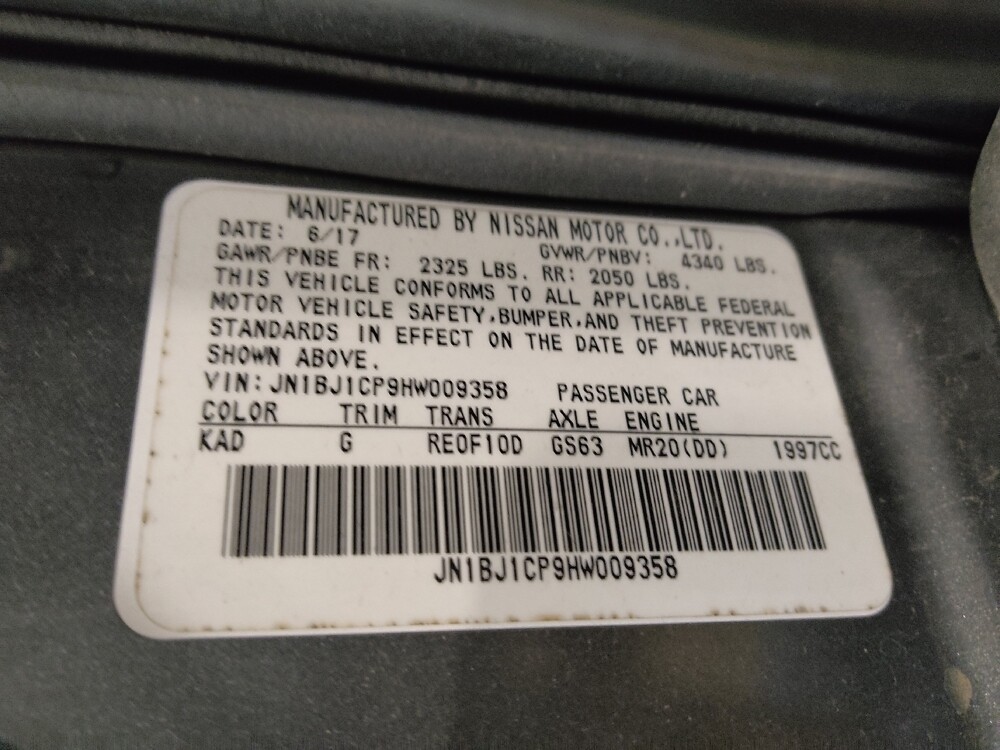 MANUFACTURED BY NISSAN MOTOR CO.,LTD.
DATE: 6/17 GVWR/PNBV: 4340 LBS.
GAWR/PNBE FR: 2325 LBS. RR: 2050 LBS.
THIS VEHICLE CONFORMS TO ALL APPLICABLE FEDERAL
MOTOR VEHICLE SAFETY,BUMPER,AND THEFT PREVENTION
STANDARDS IN EFFECT ON THE DATE OF MANUFACTURE
SHOWN ABOVE.
VIN:JN1BJ1CP9HW009358 PASSENGER CAR
COLOR TRIM TRANS AXLE ENGINE
KAD G RE0F10D GS63 MR20(DD) 1997CC
JN1BJ1CP9HW009358